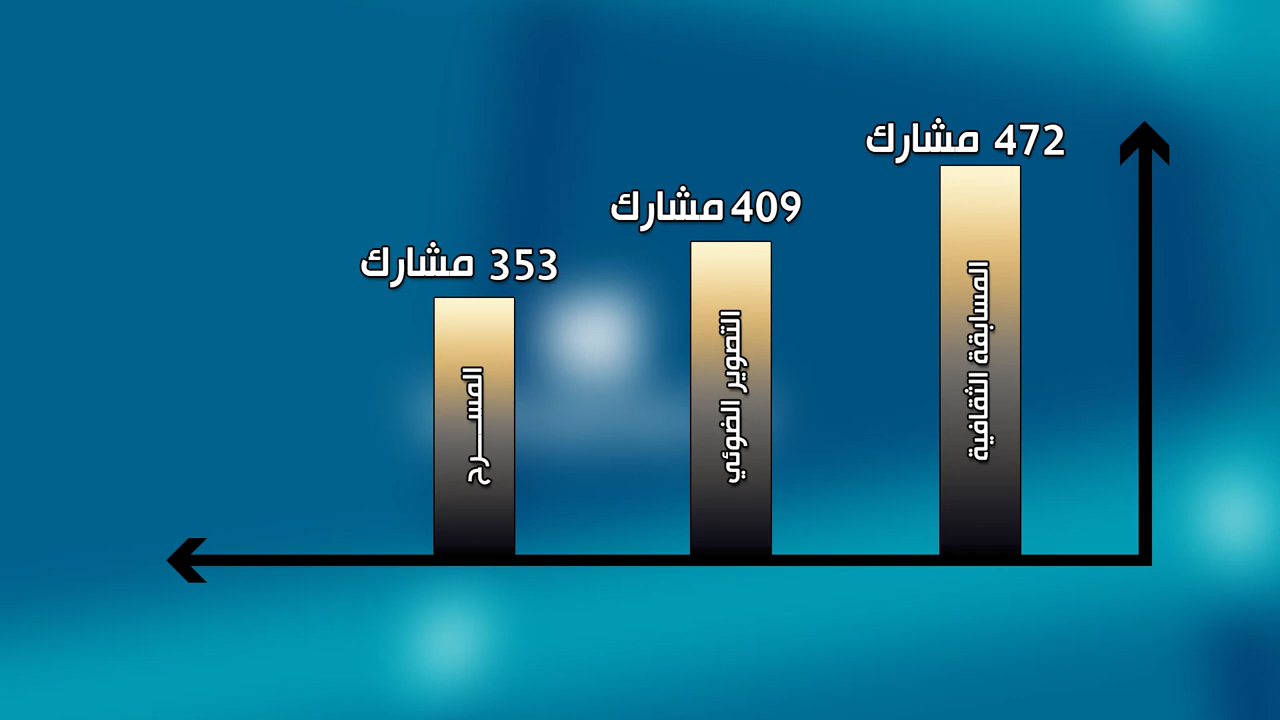 472 مشارك
المسابقة الثقافية
409 مشارك
التصوير الضوئي
353 مشارك
المســـرح